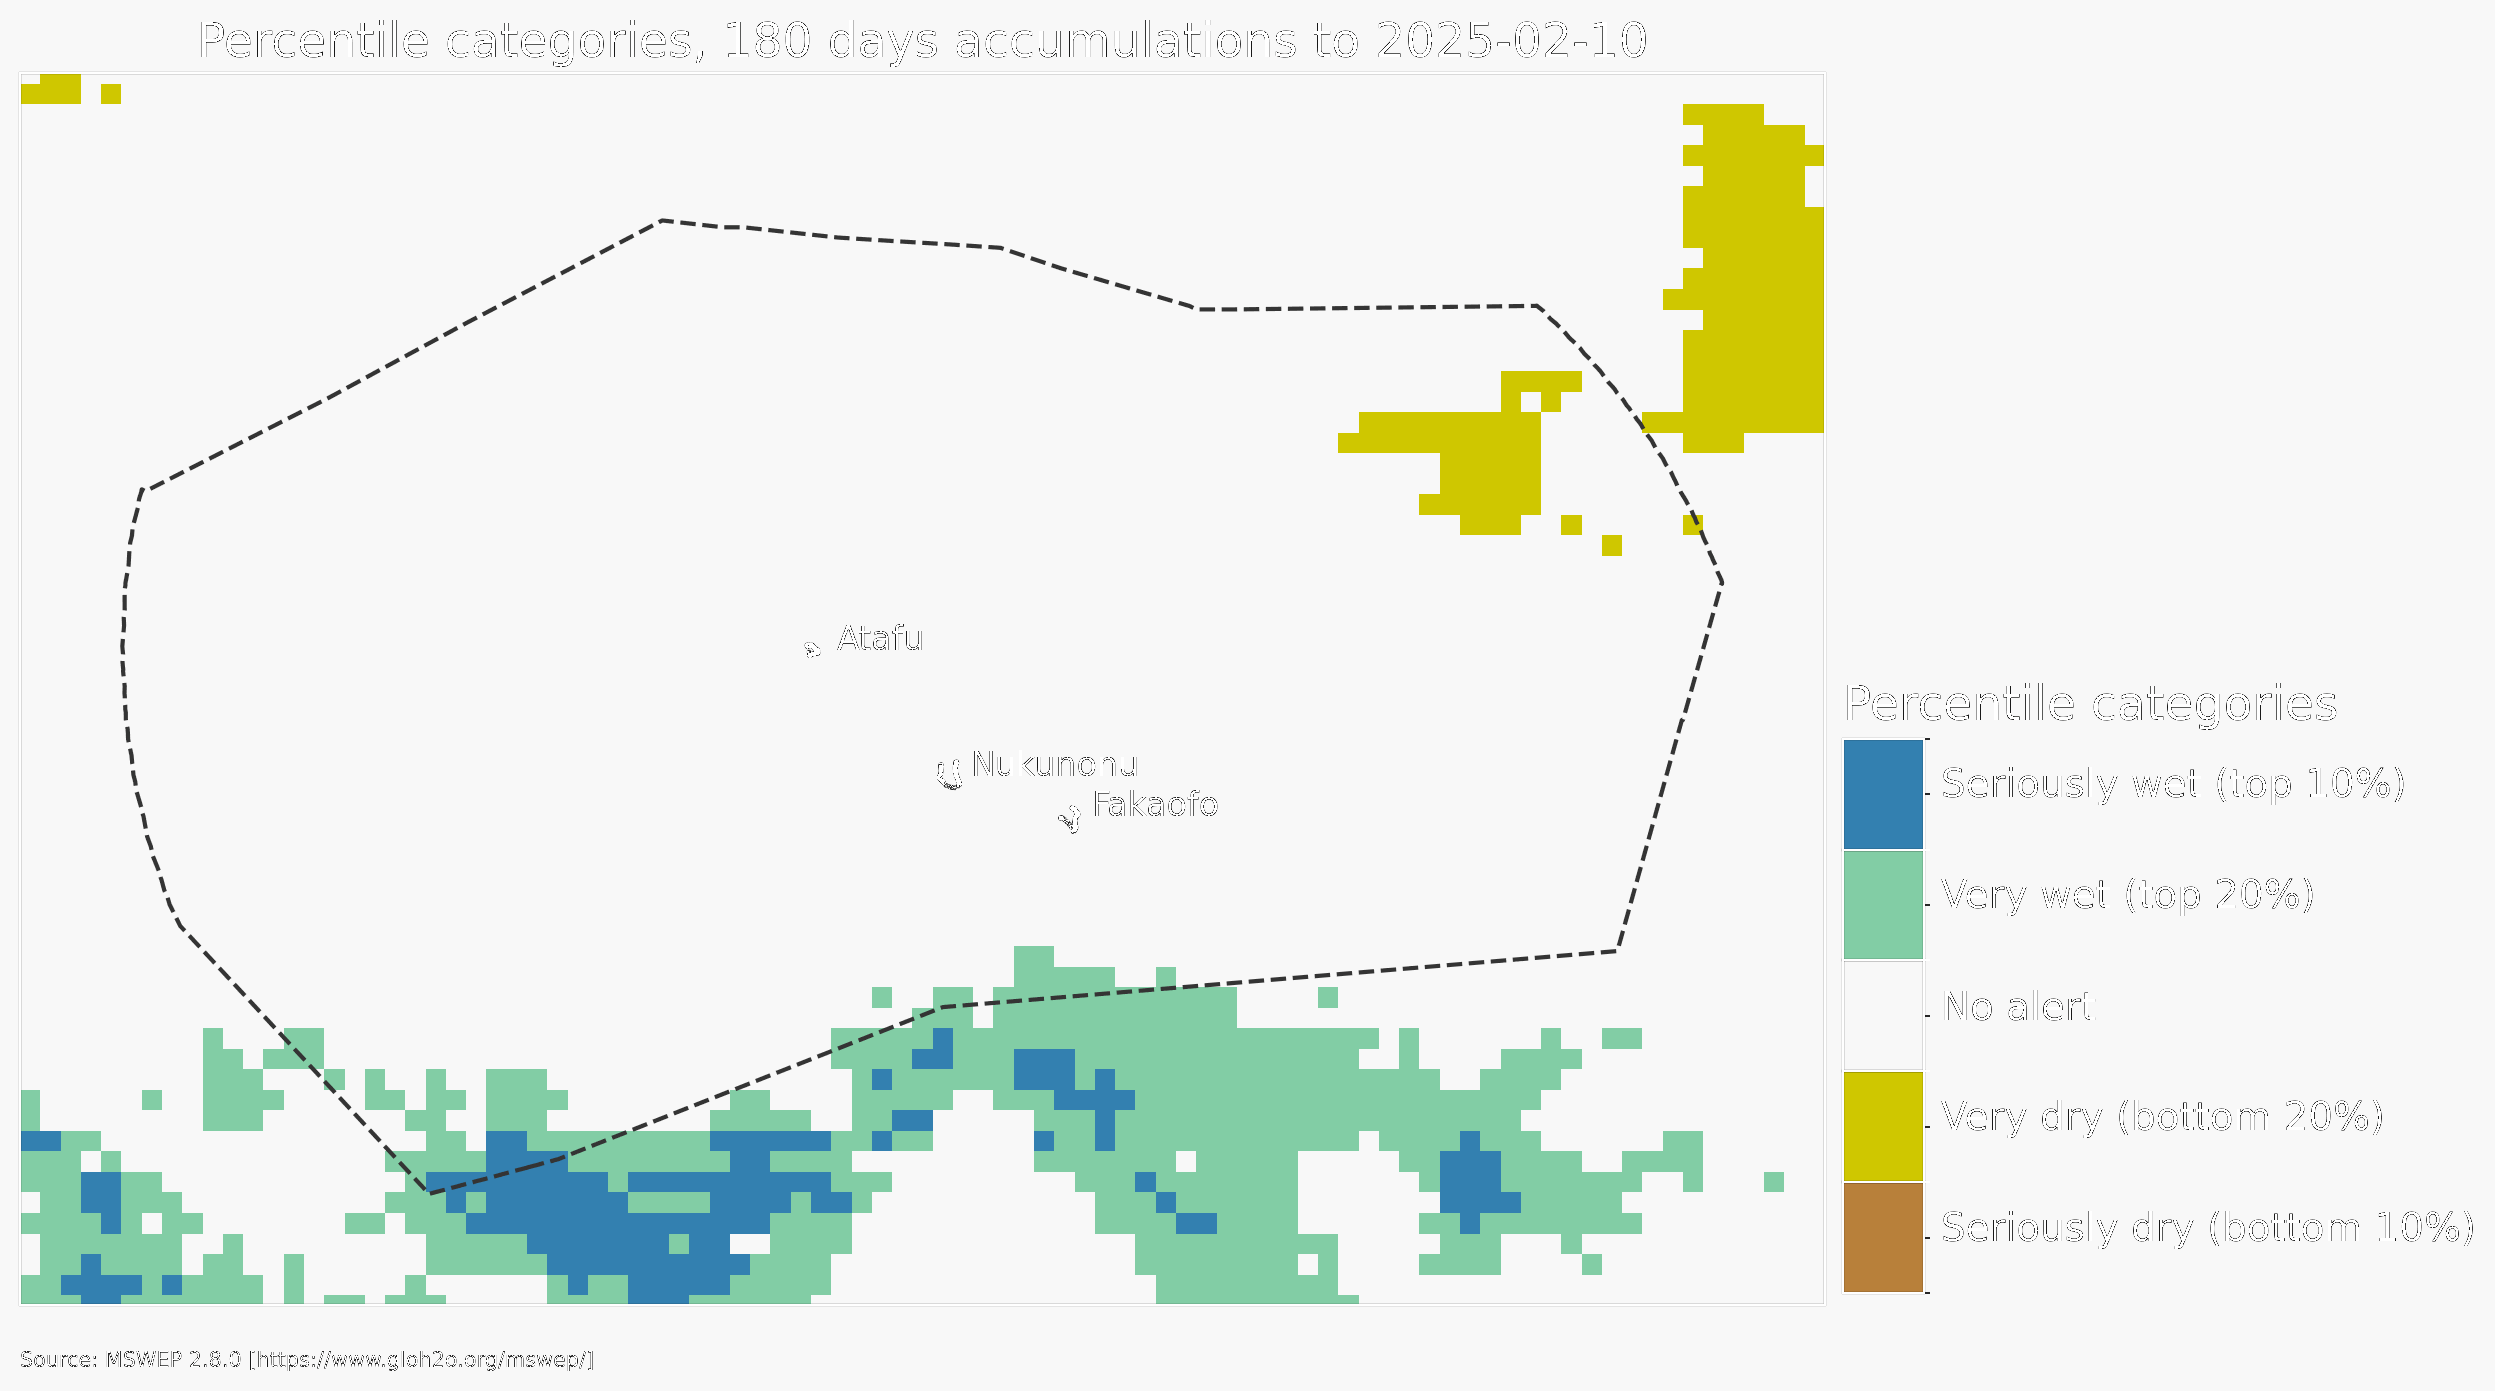 Percentile categories, 180 days accumulations to 2025-02-10
Atafu
Nukunonu
Fakaofo
Percentile categories
Seriously wet (top 10%)
Very wet (top 20%)
No alert
Very dry (bottom 20%)
Seriously dry (bottom 10%)
Source: MSWEP 2.8.0 [https://www.gloh2o.org/mswep/]